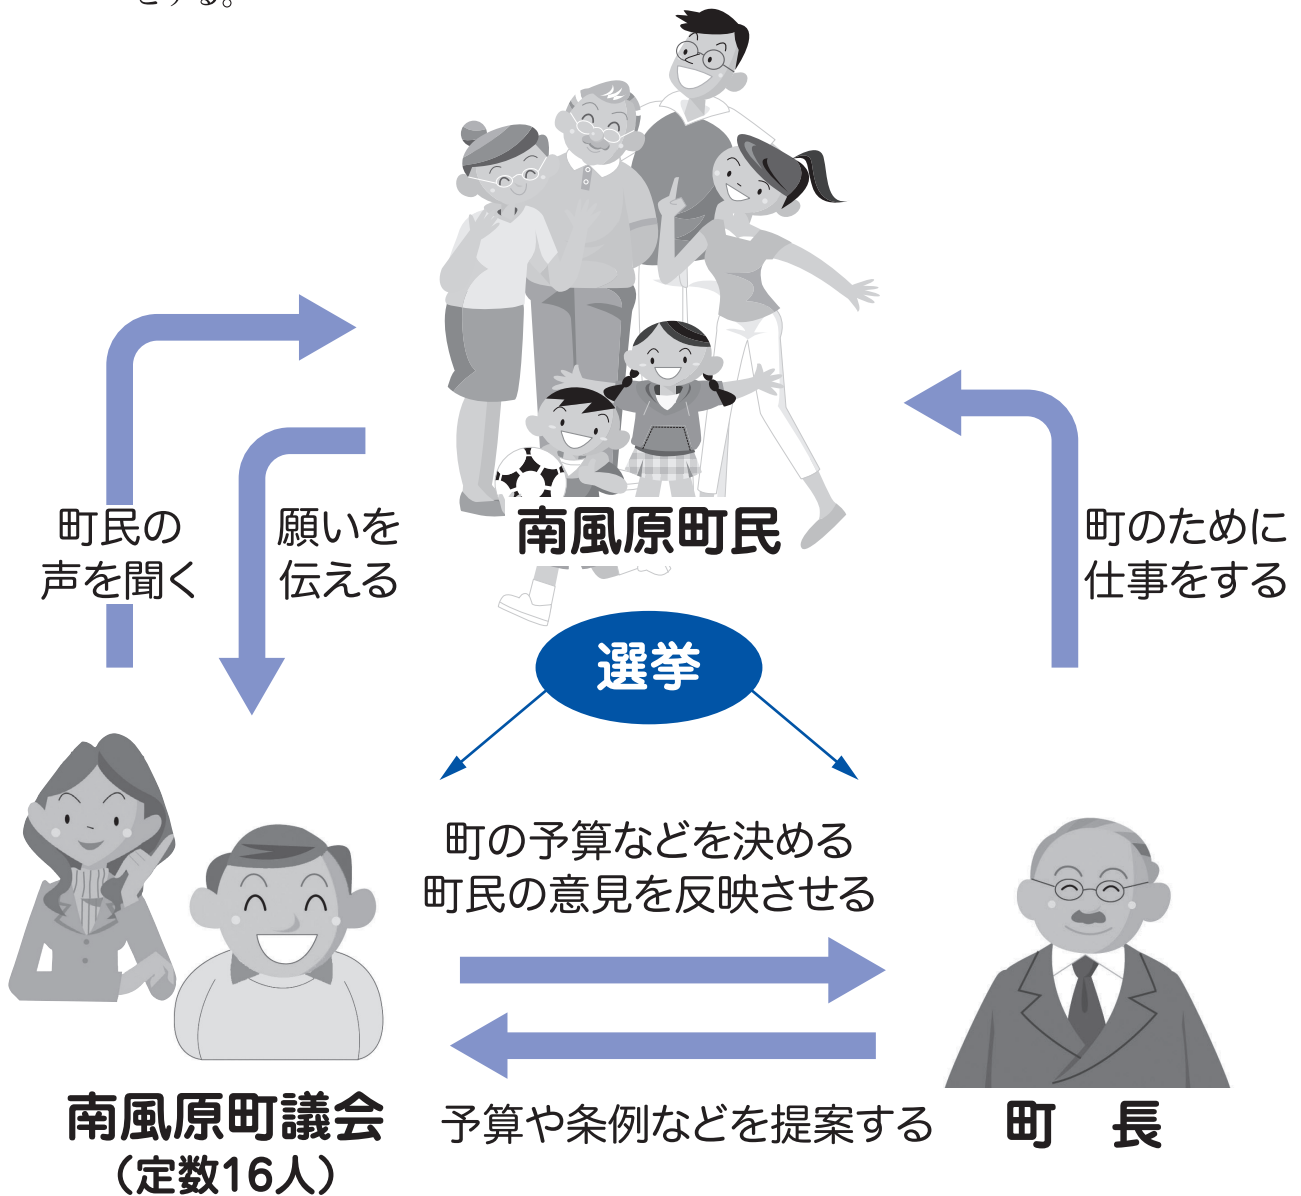 とする。
町民の
声を聞く
願いを
伝える
南風原町民
町のために
仕事をする
選挙
町の予算などを決める
町民の意見を反映させる
南風原町議会
（定数16人）
予算や条例などを提案する
町　長